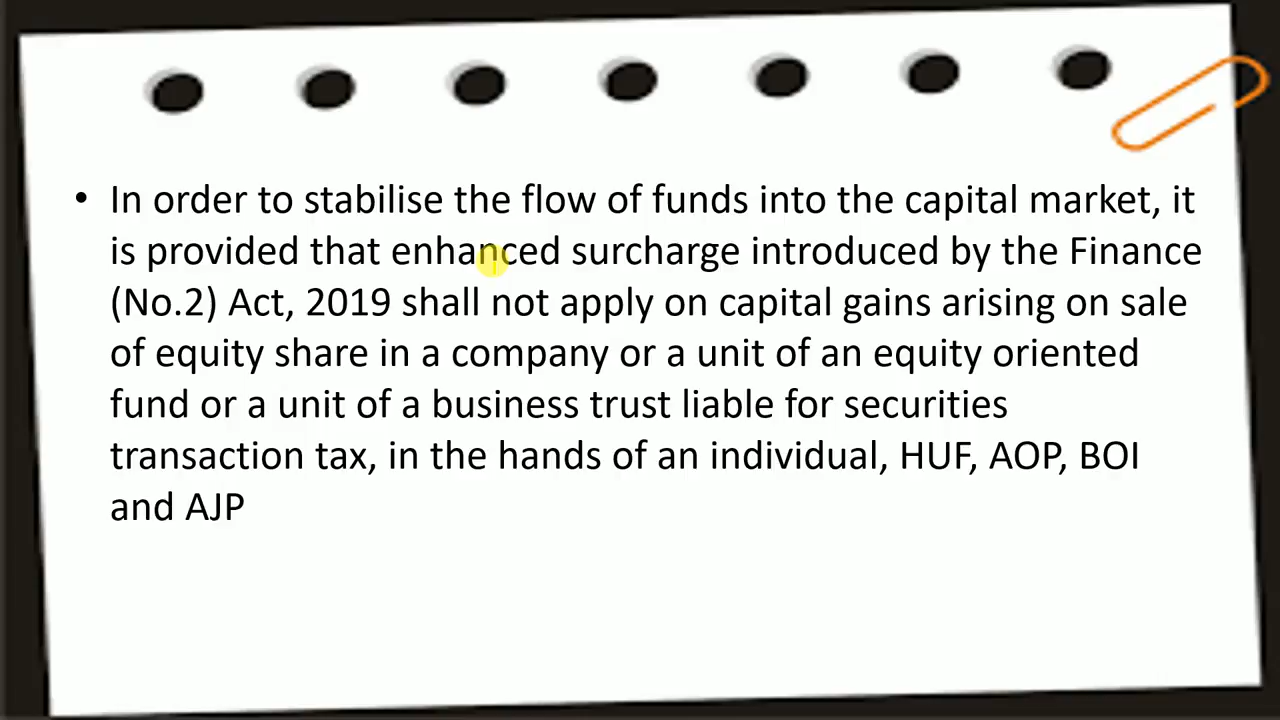 • In order to stabilise the flow of funds into the capital market, it
is provided that enhanced surcharge introduced by the Finance
(No.2) Act, 2019 shall not apply on capital gains arising on sale
of equity share in a company or a unit of an equity oriented
fund or a unit of a business trust liable for securities
transaction tax, in the hands of an individual, HUF, AOP, BOI
and AJP